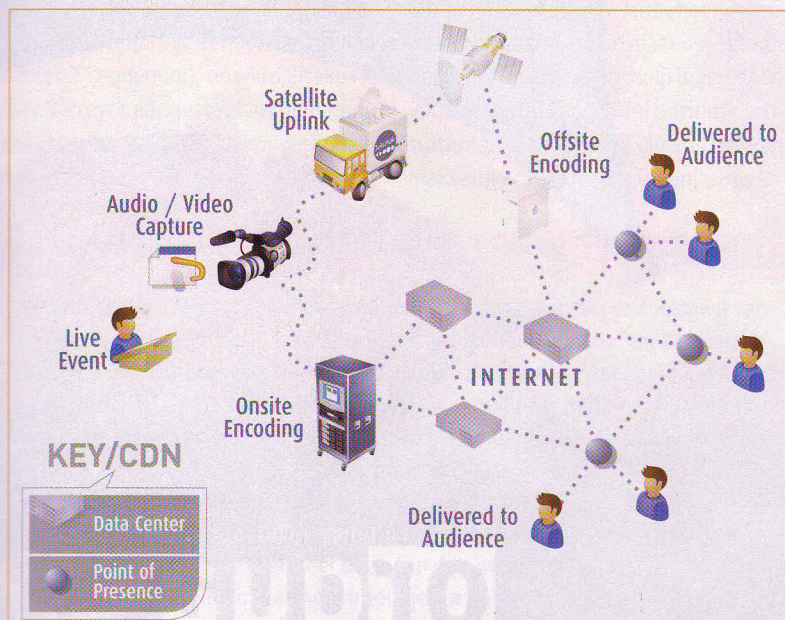 Satellite
Uplink
Offsite
Encoding
Delivered to
Audience
Audio / Video
Capture
Live
Event
INTERNET
Onsite
Encoding
KEY/CDN
Data Center
Point of
Presence
Delivered to
Audience